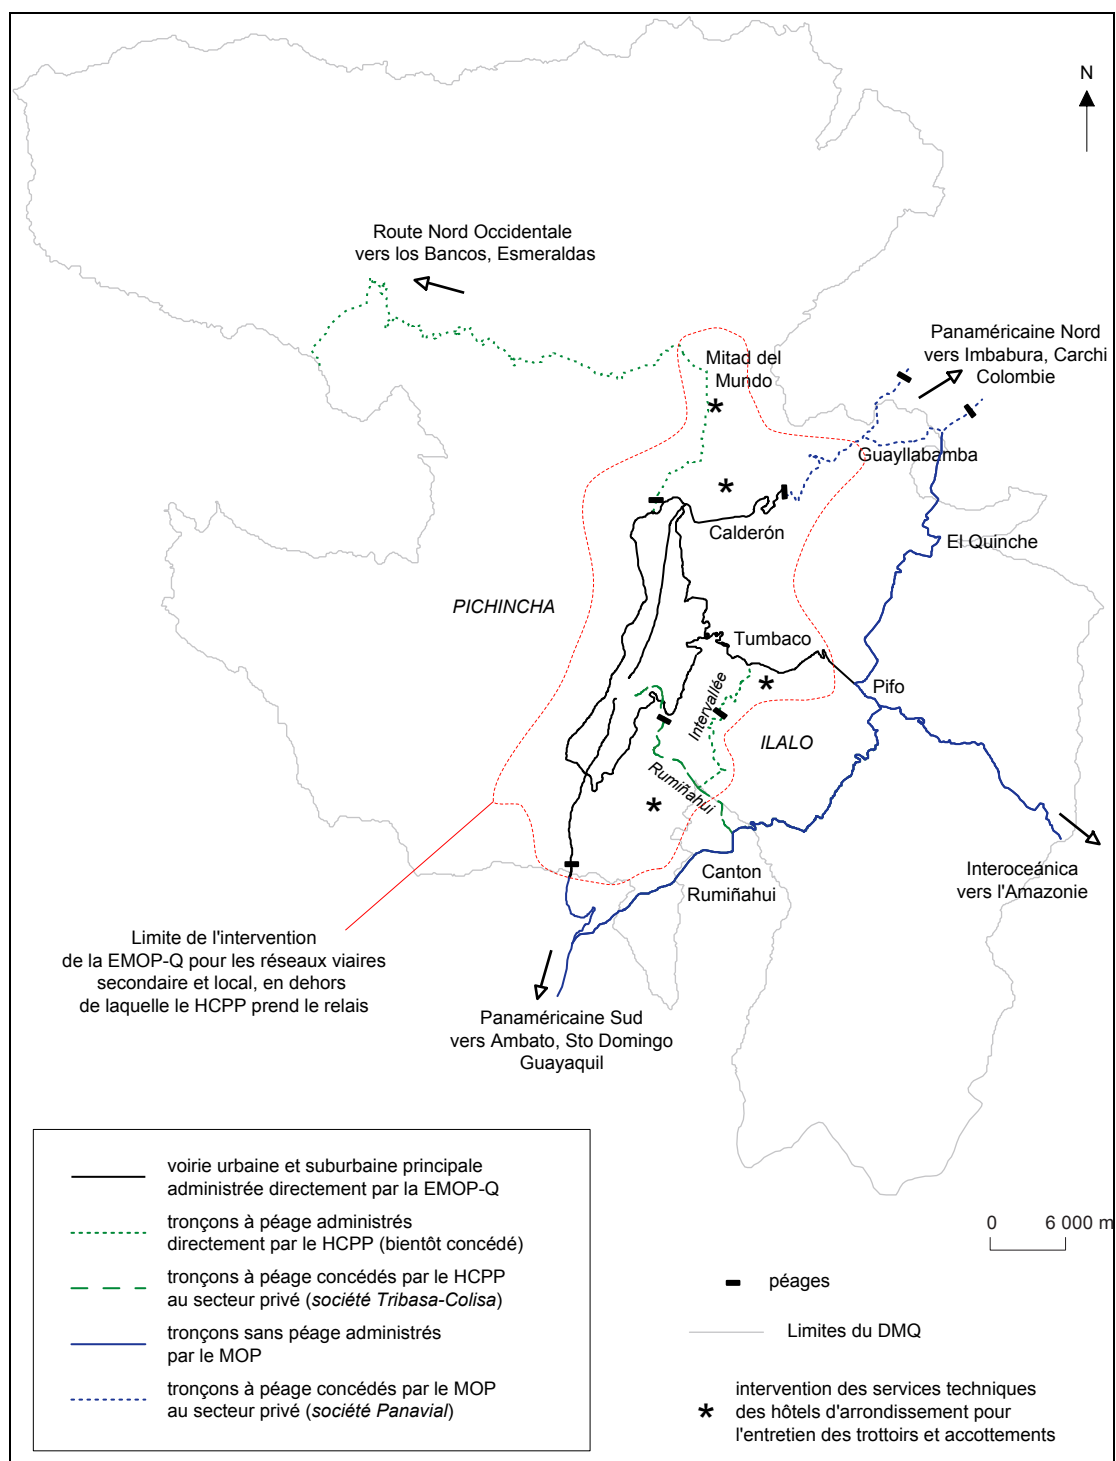 N
Route Nord Occidentale
vers los Bancos, Esmeraldas
Panaméricaine Nord
vers Imbabura, Carchi
Colombie
Mitad del
Mundo
*
Guayllabamba
*
Calderón
El Quinche
PICHINCHA
Tumbaco
Pifo
*
Intervallée
ILALO
Rumiñahui
*
Canton
Rumiñahui
Interoceánica
vers l'Amazonie
Limite de l'intervention
de la EMOP-Q pour les réseaux viaires
secondaire et local, en dehors
de laquelle le HCPP prend le relais
Panaméricaine Sud
vers Ambato, Sto Domingo
Guayaquil
voirie urbaine et suburbaine principale
administrée directement par la EMOP-Q
tronçons à péage administrés
directement par le HCPP (bientôt concédé)
tronçons à péage concédés par le HCPP
au secteur privé (société Tribasa-Colisa)
tronçons sans péage administrés
par le MOP
tronçons à péage concédés par le MOP
au secteur privé (société Panavial)
0 6 000 m
péages
Limites du DMQ
* intervention des services techniques
des hôtels d'arrondissement pour
l'entretien des trottoirs et accottements